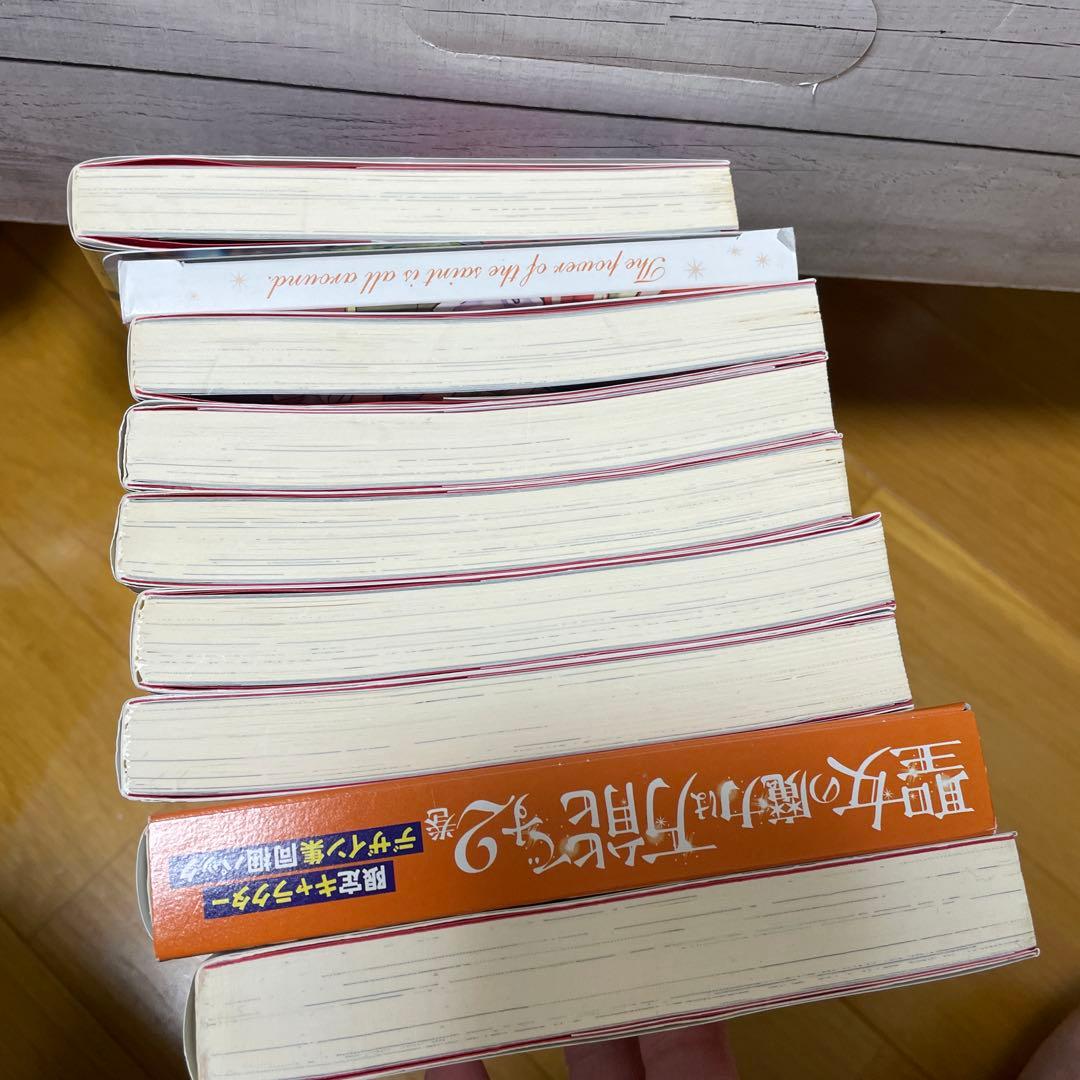 The power of the saint is all around.
聖女の魔力は万能です2巻
限定キャラクター
デザイン集同梱パック